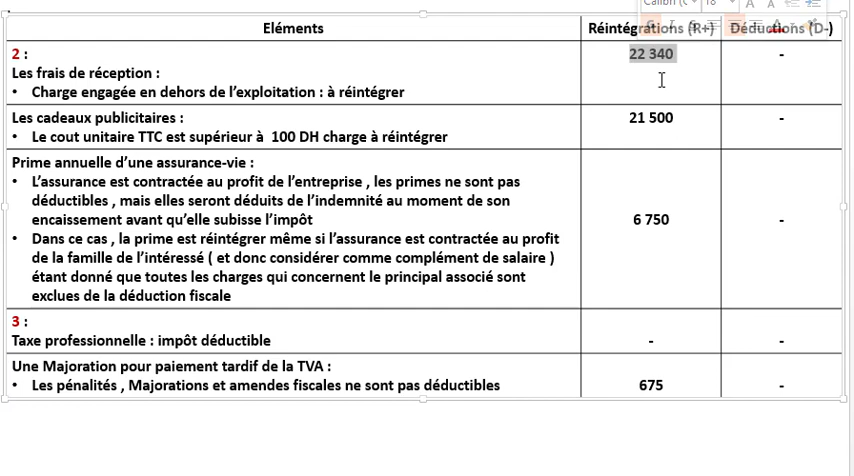 Calibri (C 18 A A
Eléments Réintégrations (R+) Déductions (D-)
2 : 22 340 -
Les frais de réception :
• Charge engagée en dehors de l’exploitation : à réintégrer
Les cadeaux publicitaires : 21 500 -
• Le cout unitaire TTC est supérieur à 100 DH charge à réintégrer
Prime annuelle d’une assurance-vie :
• L’assurance est contractée au profit de l’entreprise , les primes ne sont pas
déductibles , mais elles seront déduits de l’indemnité au moment de son
encaissement avant qu’elle subisse l’impôt 6 750 -
• Dans ce cas , la prime est réintégrer même si l’assurance est contractée au profit
de la famille de l’intéressé ( et donc considérer comme complément de salaire )
étant donné que toutes les charges qui concernent le principal associé sont
exclues de la déduction fiscale
3 :
Taxe professionnelle : impôt déductible - -
Une Majoration pour paiement tardif de la TVA :
• Les pénalités , Majorations et amendes fiscales ne sont pas déductibles 675 -